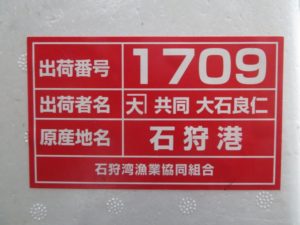 出荷番号 1709
出荷者名 大 共同 大石良仁
原産地名 石狩港
石狩湾漁業協同組合